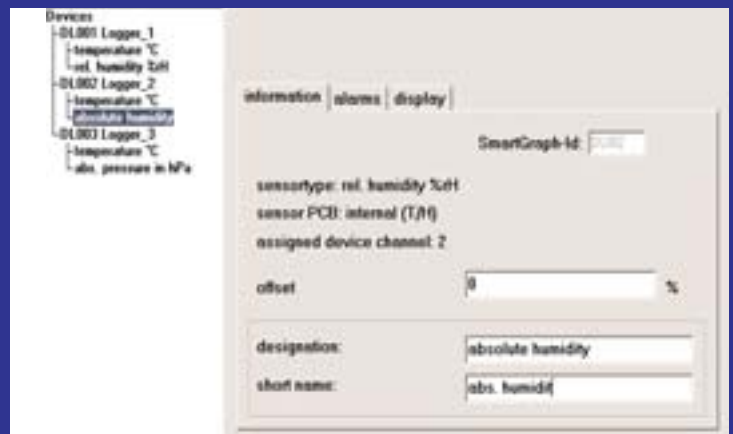 Devices
DL001 Logger_1
temperature °C
rel. humidity %rH
DL002 Logger_2
temperature °C
absolute humidity
DL003 Logger_3
temperature °C
abs. pressure in hPa
information alarms display
SmartGraph-Id:
sensortype: rel. humidity %rH
sensor PCB: internal (T/H)
assigned device channel: 2
offset 0 %
designation: absolute humidity
short name: abs. humidit